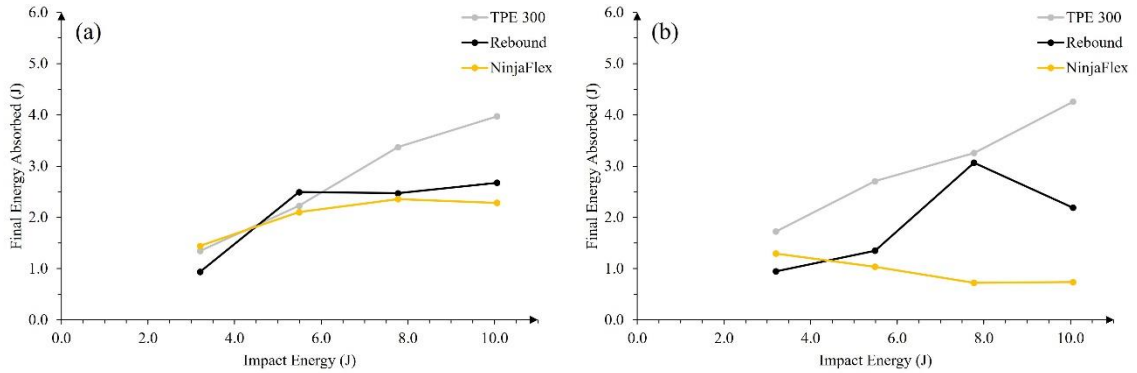 (a)
TPE 300
Rebound
NinjaFlex
Final Energy Absorbed (J)
6.0
5.0
4.0
3.0
2.0
1.0
0.0
0.0 2.0 4.0 6.0 8.0 10.0
Impact Energy (J)
(b)
TPE 300
Rebound
NinjaFlex
Final Energy Absorbed (J)
6.0
5.0
4.0
3.0
2.0
1.0
0.0
0.0 2.0 4.0 6.0 8.0 10.0
Impact Energy (J)